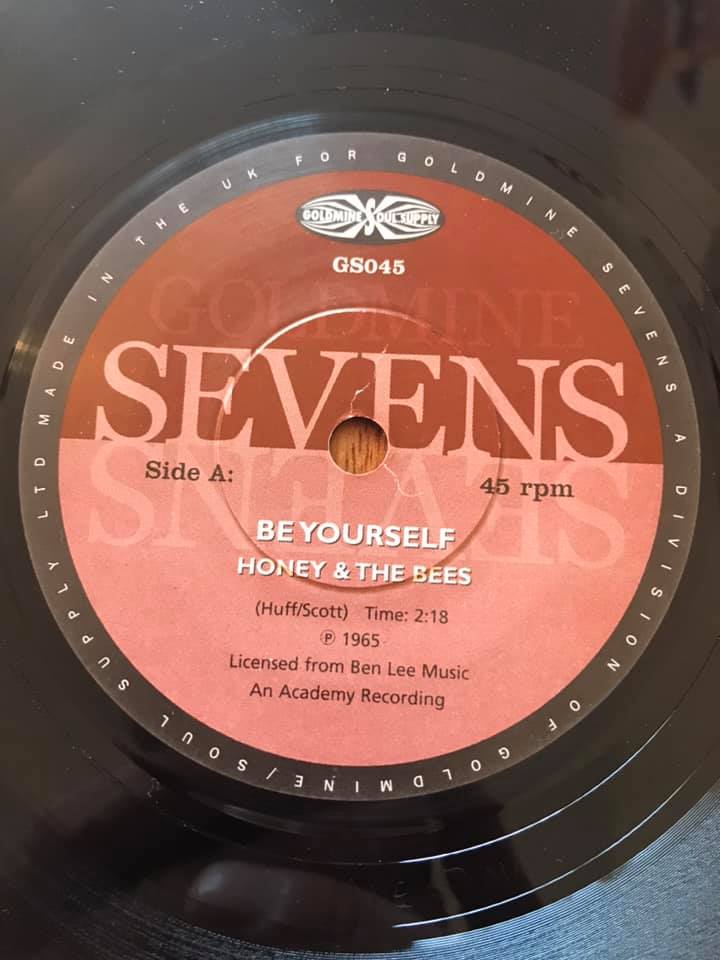 MADE IN THE UK FOR GOLDMINE SEVENS A DIVISION OF GOLDMINE/SOUL SUPPLY LTD
GOLDMINE SOUL SUPPLY
GS045
GOLDMINE
SEVENS
SEVENS
Side A:
45 rpm
BE YOURSELF
HONEY & THE BEES
(Huff/Scott) Time: 2:18
℗ 1965
Licensed from Ben Lee Music
An Academy Recording